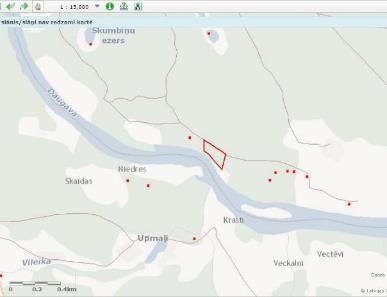 1 : 15,000
slānis/slāņi nav redzami kartē
Skumbiņu
ezers
Daugava
Niedres
Skaidas
Krasti
Upmaļi
Vectēvi
Vileika
Veckalni
0 0.2 0.4km